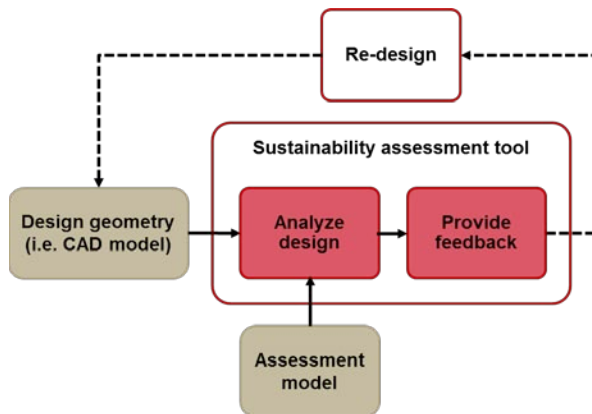 Re-design
Sustainability assessment tool
Design geometry
(i.e. CAD model)
Analyze
design
Provide
feedback
Assessment
model